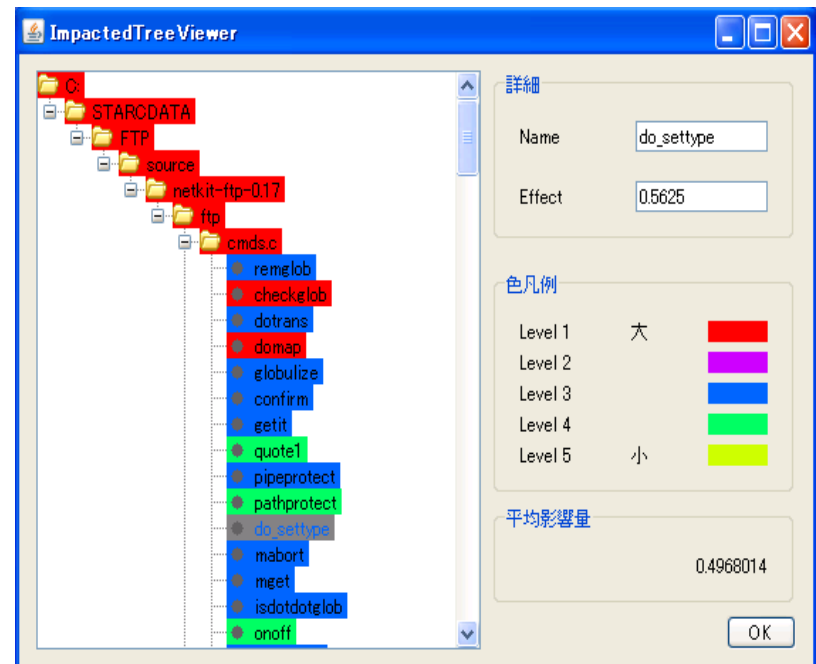 ImpactedTreeViewer
C:
STARCDATA
FTP
source
netkit-ftp-0.17
ftp
cmds.c
remglob
checkglob
dotrans
domap
globulize
confirm
getit
quote1
pipeprotect
pathprotect
do_settype
mabort
mget
isdotdotglob
onoff
詳細
Name do_settype
Effect 0.5625
色凡例
Level 1 大
Level 2
Level 3
Level 4
Level 5 小
平均影響量
0.4968014
OK